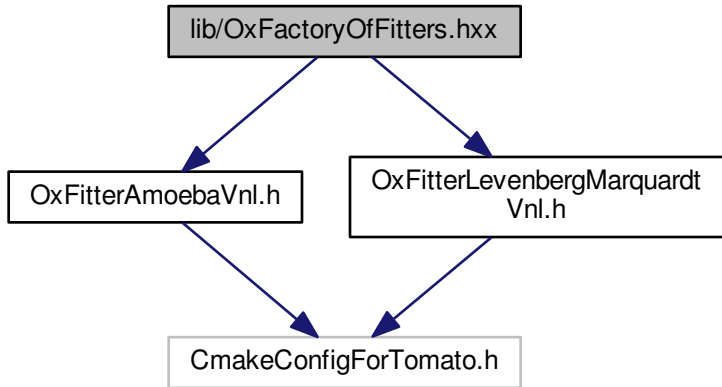 lib/OxFactoryOfFitters.hxx
OxFitterAmoebaVnl.h
OxFitterLevenbergMarquardt
Vnl.h
CmakeConfigForTomato.h